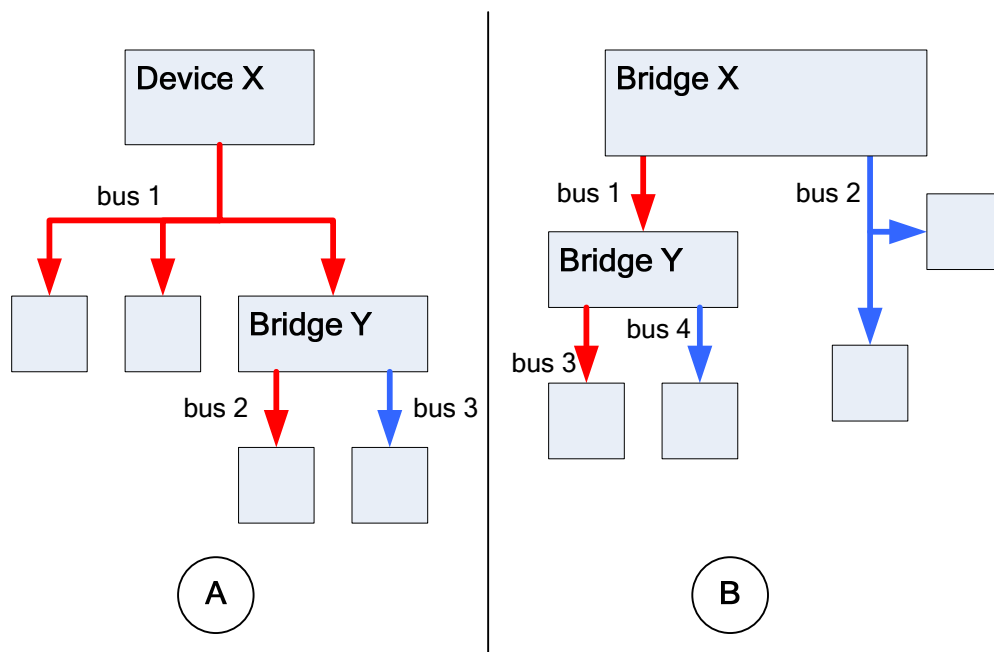 Device X
bus 1
Bridge Y
bus 2
bus 3
A
Bridge X
bus 1
bus 2
Bridge Y
bus 4
bus 3
B